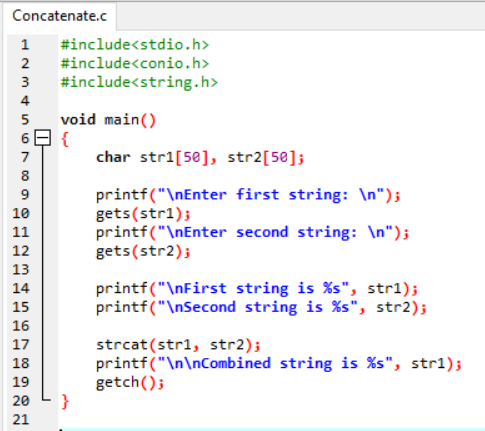 Concatenate.c
1 #include<stdio.h>
2 #include<conio.h>
3 #include<string.h>
4
5 void main()
6 {
7 char str1[50], str2[50];
8
9 printf("\nEnter first string: \n");
10 gets(str1);
11 printf("\nEnter second string: \n");
12 gets(str2);
13
14 printf("\nFirst string is %s", str1);
15 printf("\nSecond string is %s", str2);
16
17 strcat(str1, str2);
18 printf("\n\nCombined string is %s", str1);
19 getch();
20 }
21